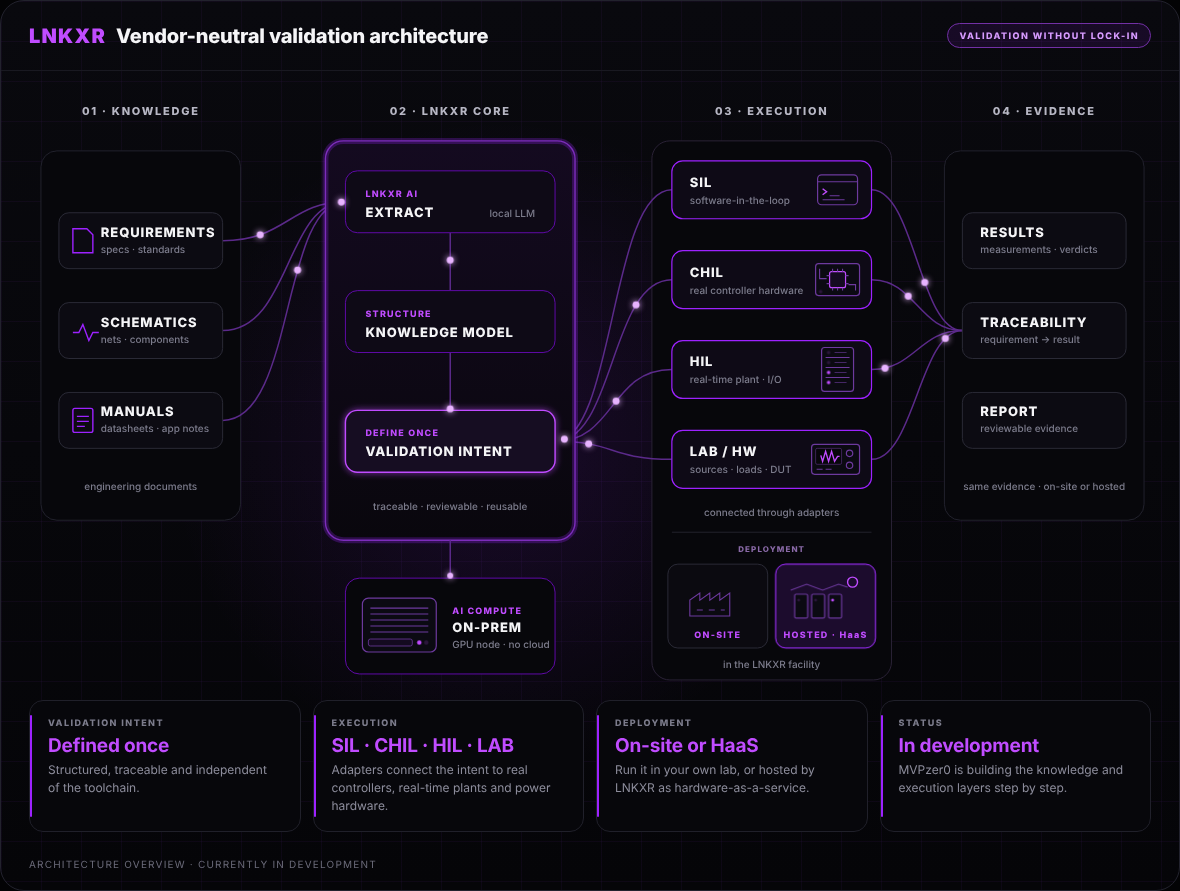 LNKXR Vendor-neutral validation architecture
VALIDATION WITHOUT LOCK-IN
01 · KNOWLEDGE
02 · LNKXR CORE
03 · EXECUTION
04 · EVIDENCE
REQUIREMENTS
specs · standards
SCHEMATICS
nets · components
MANUALS
datasheets · app notes
engineering documents
LNKXR AI
EXTRACT
local LLM
STRUCTURE
KNOWLEDGE MODEL
DEFINE ONCE
VALIDATION INTENT
traceable · reviewable · reusable
AI COMPUTE
ON-PREM
GPU node · no cloud
SIL
software-in-the-loop
CHIL
real controller hardware
HIL
real-time plant · I/O
LAB / HW
sources · loads · DUT
connected through adapters
DEPLOYMENT
ON-SITE
HOSTED · HaaS
in the LNKXR facility
RESULTS
measurements · verdicts
TRACEABILITY
requirement → result
REPORT
reviewable evidence
same evidence · on-site or hosted
VALIDATION INTENT
Defined once
Structured, traceable and independent
of the toolchain.
EXECUTION
SIL · CHIL · HIL · LAB
Adapters connect the intent to real
controllers, real-time plants and power
hardware.
DEPLOYMENT
On-site or HaaS
Run it in your own lab, or hosted by
LNKXR as hardware-as-a-service.
STATUS
In development
MVPzer0 is building the knowledge and
execution layers step by step.
ARCHITECTURE OVERVIEW · CURRENTLY IN DEVELOPMENT